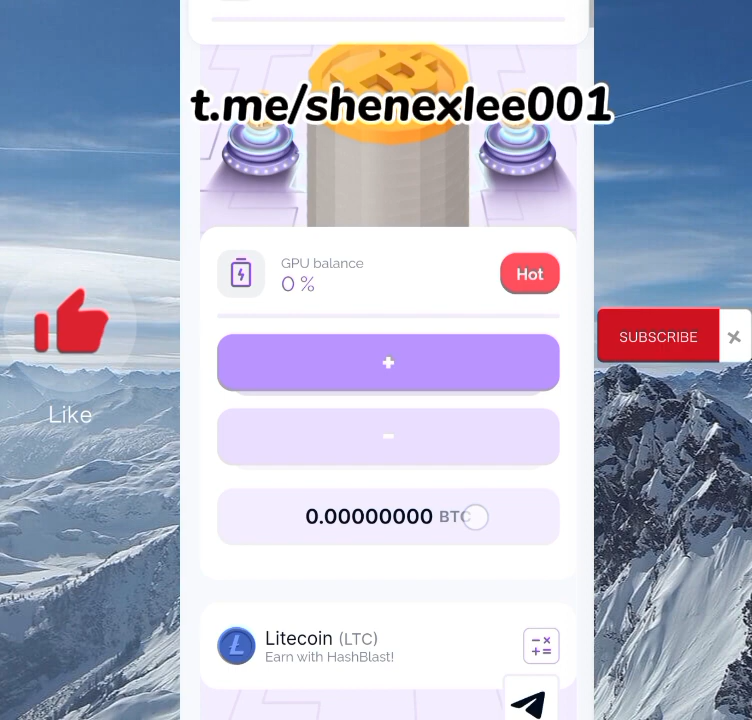 t.me/shenexlee001
GPU balance
0 %
Hot
+
-
0.00000000 BTC
Like
SUBSCRIBE
Litecoin (LTC)
Earn with HashBlast!